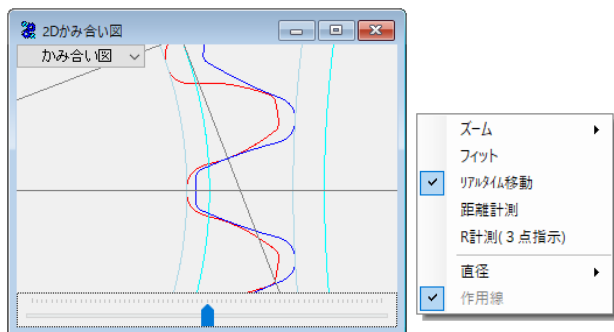 2Dかみ合い図
かみ合い図
ズーム
フィット
リアルタイム移動
距離計測
R計測(３点指示)
直径
作用線